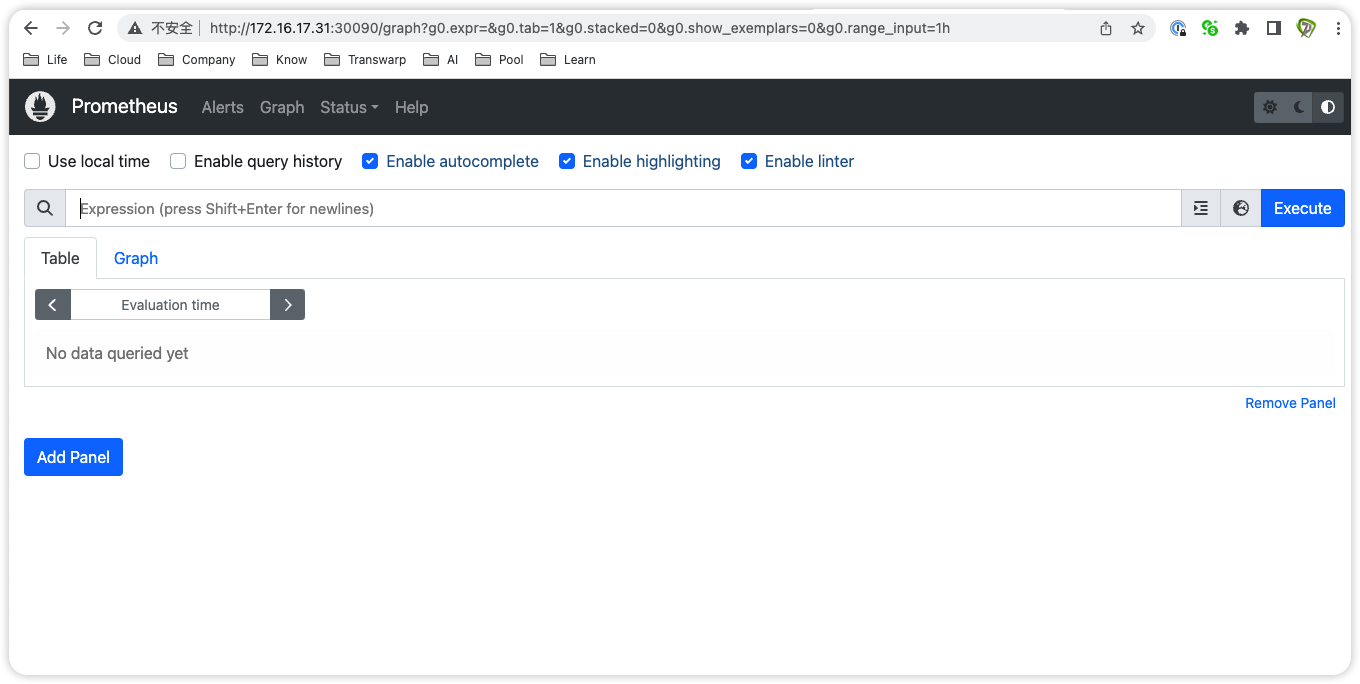 不安全 http://172.16.17.31:30090/graph?g0.expr=&g0.tab=1&g0.stacked=0&g0.show_exemplars=0&g0.range_input=1h
Life Cloud Company Know Transwarp AI Pool Learn
Prometheus Alerts Graph Status Help
Use local time Enable query history Enable autocomplete Enable highlighting Enable linter
Expression (press Shift+Enter for newlines) Execute
Table Graph
Evaluation time
No data queried yet
Remove Panel
Add Panel